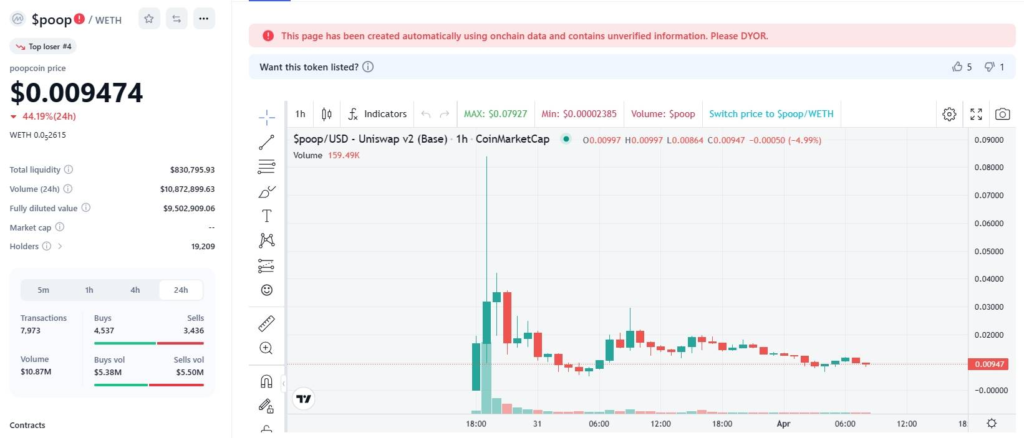 $poop / WETH
Top loser #4
poopcoin price
$0.009474
44.19%(24h)
WETH 0.0₅2615
Total liquidity $830,795.93
Volume (24h) $10,872,899.63
Fully diluted value $9,502,909.06
Market cap --
Holders 19,209
5m 1h 4h 24h
Transactions Buys Sells
7,973 4,537 3,436
Volume Buys vol Sells vol
$10.87M $5.38M $5.50M
Contracts
This page has been created automatically using onchain data and contains unverified information. Please DYOR.
Want this token listed? 5 1
1h Indicators MAX: $0.07927 Min: $0.00002385 Volume: $poop Switch price to $poop/WETH
$poop/USD - Uniswap v2 (Base) · 1h · CoinMarketCap O0.00997 H0.00997 L0.00864 C0.00947 -0.00050 (-4.99%)
Volume 159.49K
0.09000
0.08000
0.07000
0.06000
0.05000
0.04000
0.03000
0.02000
0.00947
-0.00000
18:00 31 06:00 12:00 18:00 Apr 06:00 12:00 18